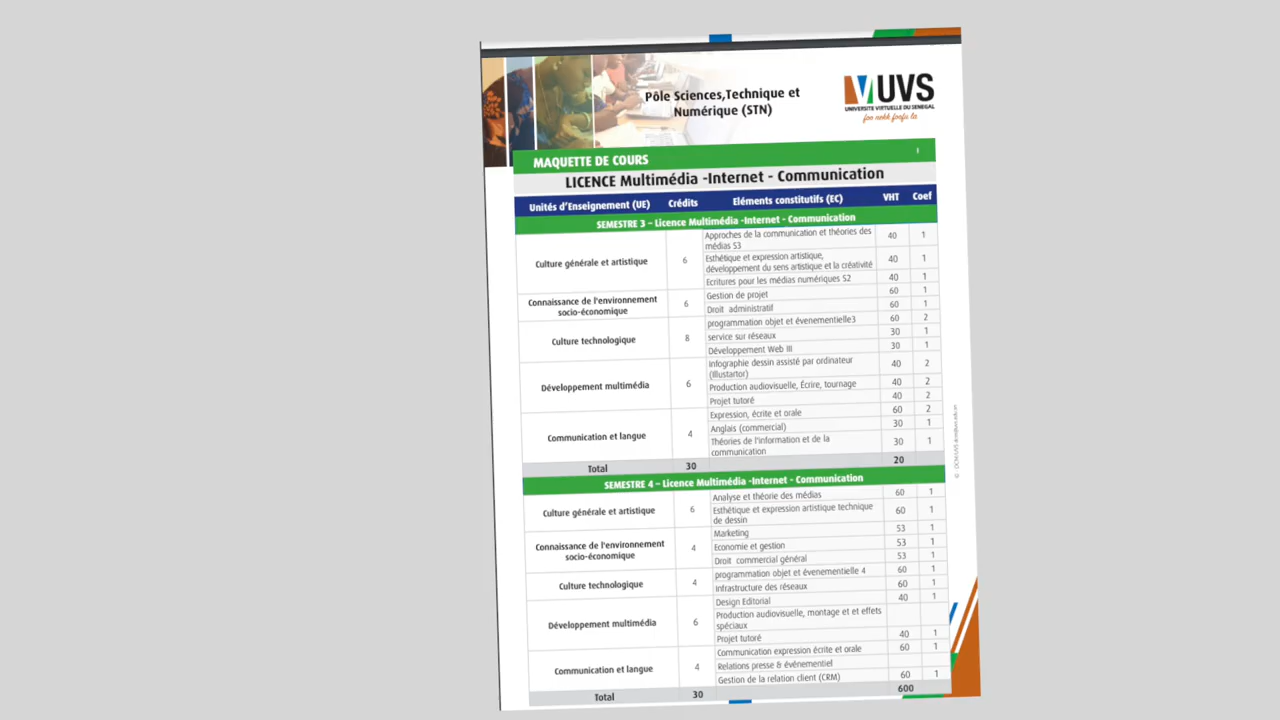 Pôle Sciences,Technique et
Numérique (STN)
UVS
UNIVERSITE VIRTUELLE DU SENEGAL
foo nekk foofu la
MAQUETTE DE COURS
LICENCE Multimédia -Internet - Communication
Unités d'Enseignement (UE) Crédits Eléments constitutifs (EC) VHT Coef
SEMESTRE 3 – Licence Multimédia -Internet - Communication
Culture générale et artistique 6
Approches de la communication et théories des
médias S3 40 1
Esthétique et expression artistique,
développement du sens artistique et la créativité 40 1
Ecritures pour les médias numériques S2 40 1
Connaissance de l'environnement
socio-économique 6
Gestion de projet 60 1
Droit administratif 60 1
Culture technologique 8
programmation objet et évenementielle3 60 2
service sur réseaux 30 1
Développement Web III 30 1
Développement multimédia 6
Infographie dessin assisté par ordinateur
(Illustartor) 40 2
Production audiovisuelle, Écrire, tournage 40 2
Projet tutoré 40 2
Communication et langue 4
Expression, écrite et orale 60 2
Anglais (commercial) 30 1
Théories de l'information et de la
communication 30 1
Total 30 20
SEMESTRE 4 – Licence Multimédia -Internet - Communication
Culture générale et artistique 6
Analyse et théorie des médias 60 1
Esthétique et expression artistique technique
de dessin 60 1
Connaissance de l'environnement
socio-économique 4
Marketing 53 1
Economie et gestion 53 1
Droit commercial général 53 1
Culture technologique 4
programmation objet et évenementielle 4 60 1
infrastructure des réseaux 60 1
Développement multimédia 6
Design Editorial 40 1
Production audiovisuelle, montage et et effets
spéciaux
Projet tutoré 40 1
Communication et langue 4
Communication expression écrite et orale 60 1
Relations presse & événementiel
Gestion de la relation client (CRM) 60 1
Total 30 600